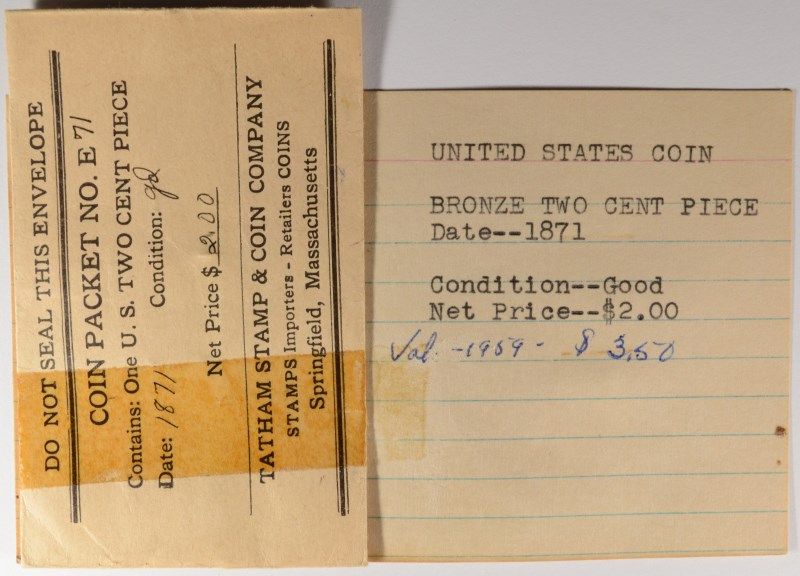 DO NOT SEAL THIS ENVELOPE
COIN PACKET NO. E 71
Contains: One U. S. TWO CENT PIECE
Date: 1871 Condition: gd
Net Price $ 2.00
TATHAM STAMP & COIN COMPANY
STAMPS Importers - Retailers COINS
Springfield, Massachusetts
UNITED STATES COIN
BRONZE TWO CENT PIECE
Date--1871
Condition--Good
Net Price--$2.00
Val. -1959- $ 3.50